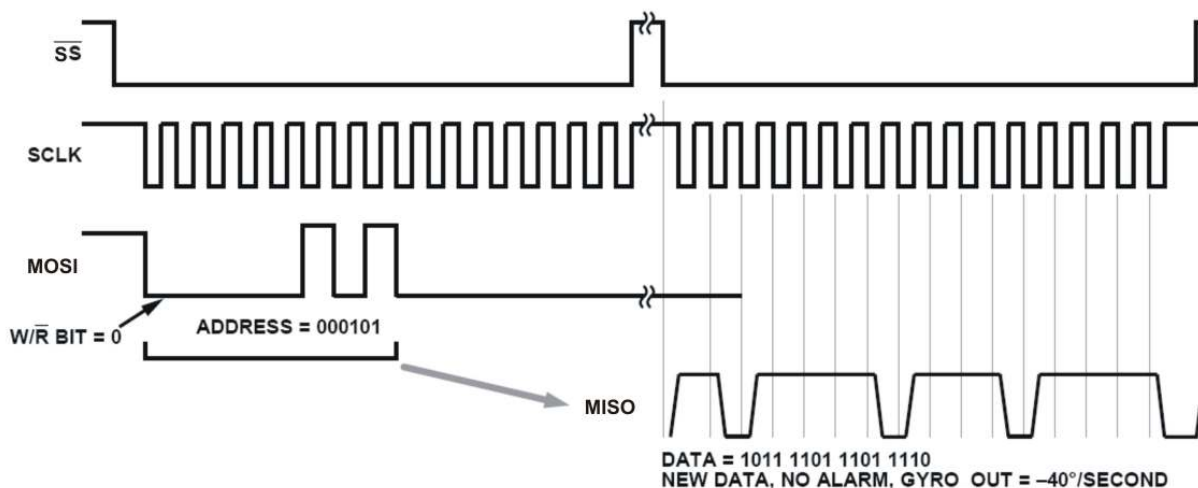 S̅S̅
SCLK
MOSI
W/R̅ BIT = 0
ADDRESS = 000101
MISO
DATA = 1011 1101 1101 1110
NEW DATA, NO ALARM, GYRO OUT = –40°/SECOND